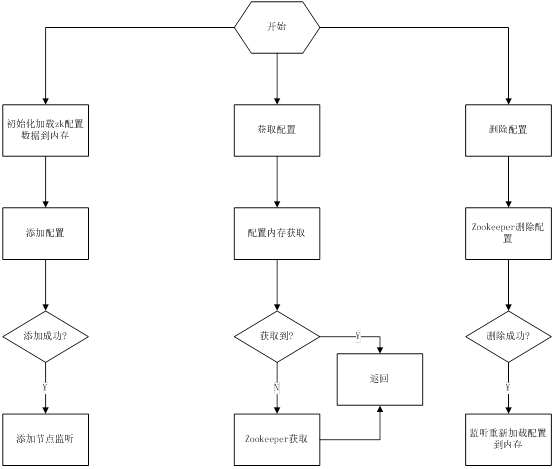 开始
初始化加载zk配置
数据到内存
获取配置
删除配置
添加配置
配置内存获取
Zookeeper删除配
置
添加成功?
获取到?
Y
删除成功?
返回
Y
N
Y
添加节点监听
Zookeeper获取
监听重新加载配置
到内存